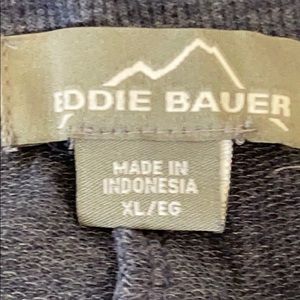 EDDIE BAUER
MADE IN
INDONESIA
XL/EG